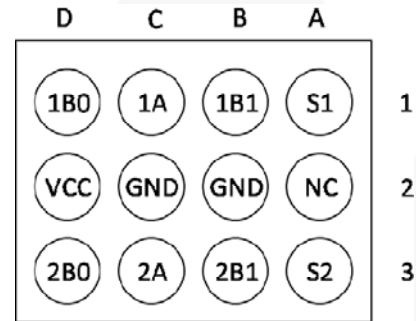 D C B A
1B0 1A 1B1 S1 1
VCC GND GND NC 2
2B0 2A 2B1 S2 3